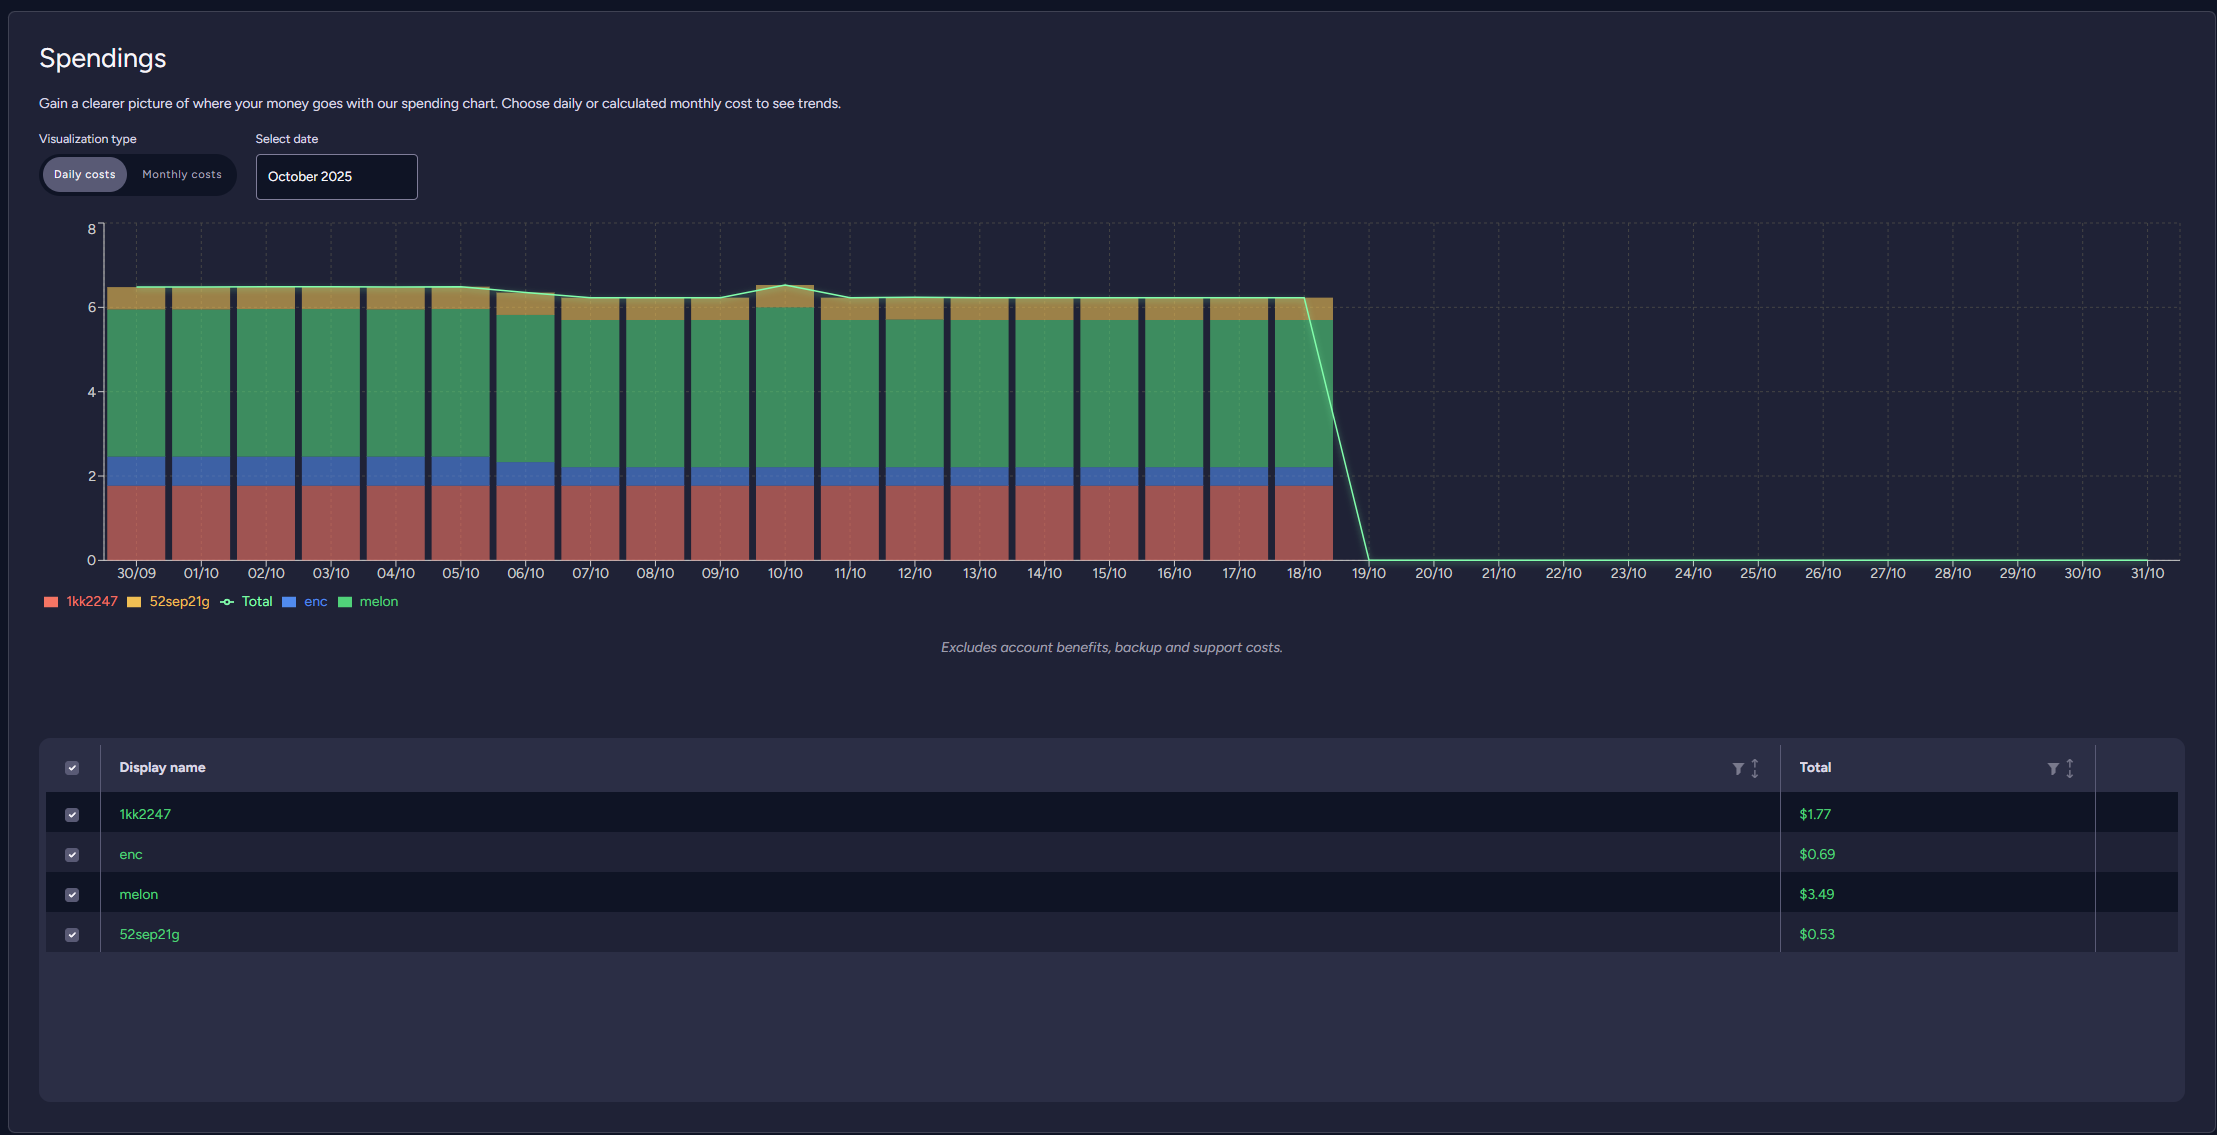 Spendings
Gain a clearer picture of where your money goes with our spending chart. Choose daily or calculated monthly cost to see trends.
Visualization type Select date
Daily costs Monthly costs October 2025
8
6
4
2
0
30/09 01/10 02/10 03/10 04/10 05/10 06/10 07/10 08/10 09/10 10/10 11/10 12/10 13/10 14/10 15/10 16/10 17/10 18/10 19/10 20/10 21/10 22/10 23/10 24/10 25/10 26/10 27/10 28/10 29/10 30/10 31/10
1kk2247 52sep21g Total enc melon
Excludes account benefits, backup and support costs.
Display name Total
1kk2247 $1.77
enc $0.69
melon $3.49
52sep21g $0.53